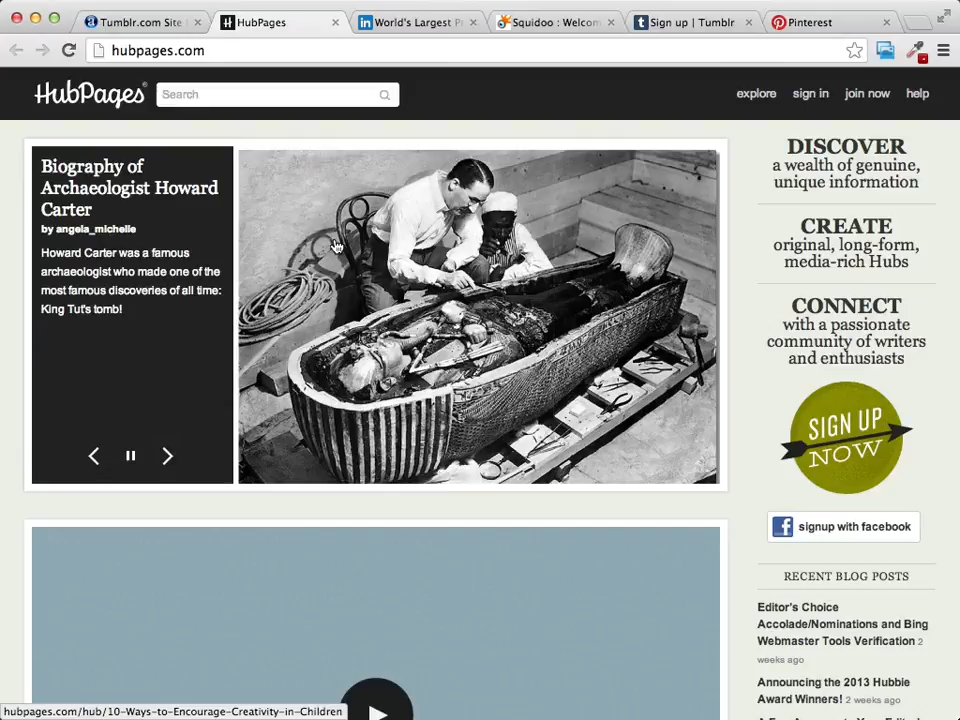 Tumblr.com Site
HubPages
World's Largest P
Squidoo : Welcom
Sign up | Tumblr
Pinterest
hubpages.com
HubPages
Search
explore
sign in
join now
help
Biography of
Archaeologist Howard
Carter
by angela_michelle
Howard Carter was a famous
archaeologist who made one of the
most famous discoveries of all time:
King Tut's tomb!
DISCOVER
a wealth of genuine,
unique information
CREATE
original, long-form,
media-rich Hubs
CONNECT
with a passionate
community of writers
and enthusiasts
SIGN UP
NOW
signup with facebook
RECENT BLOG POSTS
Editor's Choice
Accolade/Nominations and Bing
Webmaster Tools Verification 2
weeks ago
Announcing the 2013 Hubbie
Award Winners! 2 weeks ago
hubpages.com/hub/10-Ways-to-Encourage-Creativity-in-Children